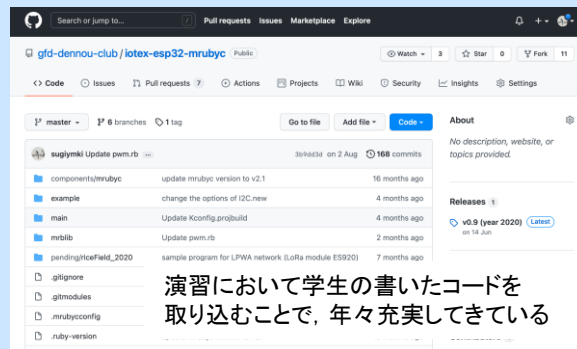 Search or jump to...
/
Pull requests Issues Marketplace Explore
gfd-dennou-club / iotex-esp32-mrubyc Public
Watch 3 Star 0 Fork 11
Code Issues Pull requests 7 Actions Projects Wiki Security Insights Settings
master 6 branches 1 tag Go to file Add file Code
sugiymki Update pwm.rb ... on 2 Aug 168 commits
components/mrubyc update mrubyc version to v2.1 16 months ago
example change the options of I2C.new 4 months ago
main Update Kconfig.projbuild 4 months ago
mrblib Update pwm.rb 2 months ago
pending/riceField_2020 sample program for LPWA network (LoRa module ES920) 7 months ago
.gitignore
.gitmodules
.mrubycconfig
.ruby-version
About
No description, website, or
topics provided.
Releases 1
v0.9 (year 2020) Latest
on 14 Jun
演習において学生の書いたコードを
取り込むことで，年々充実してきている